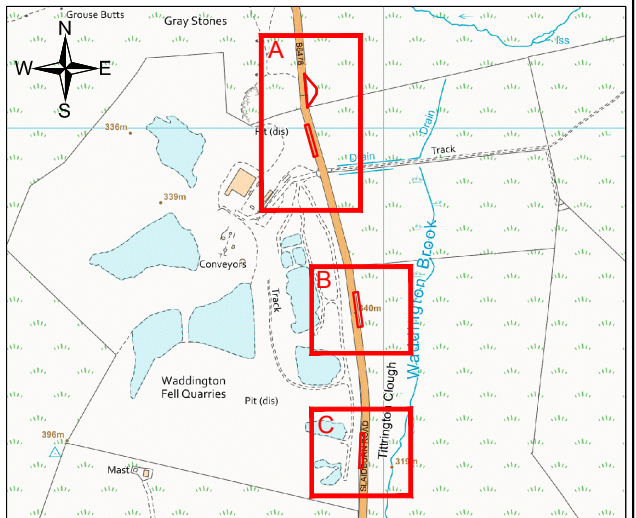 Grouse Butts
Gray Stones
N
W E
S
A
B6478
fss
336m
Pit (dis)
Drain
Drain
Track
339m
Conveyors
B
340m
Track
Waddington Brook
Waddington
Fell Quarries
Pit (dis)
Tittrington Clough
C
SLAIDBURN ROAD
396m
319m
Mast